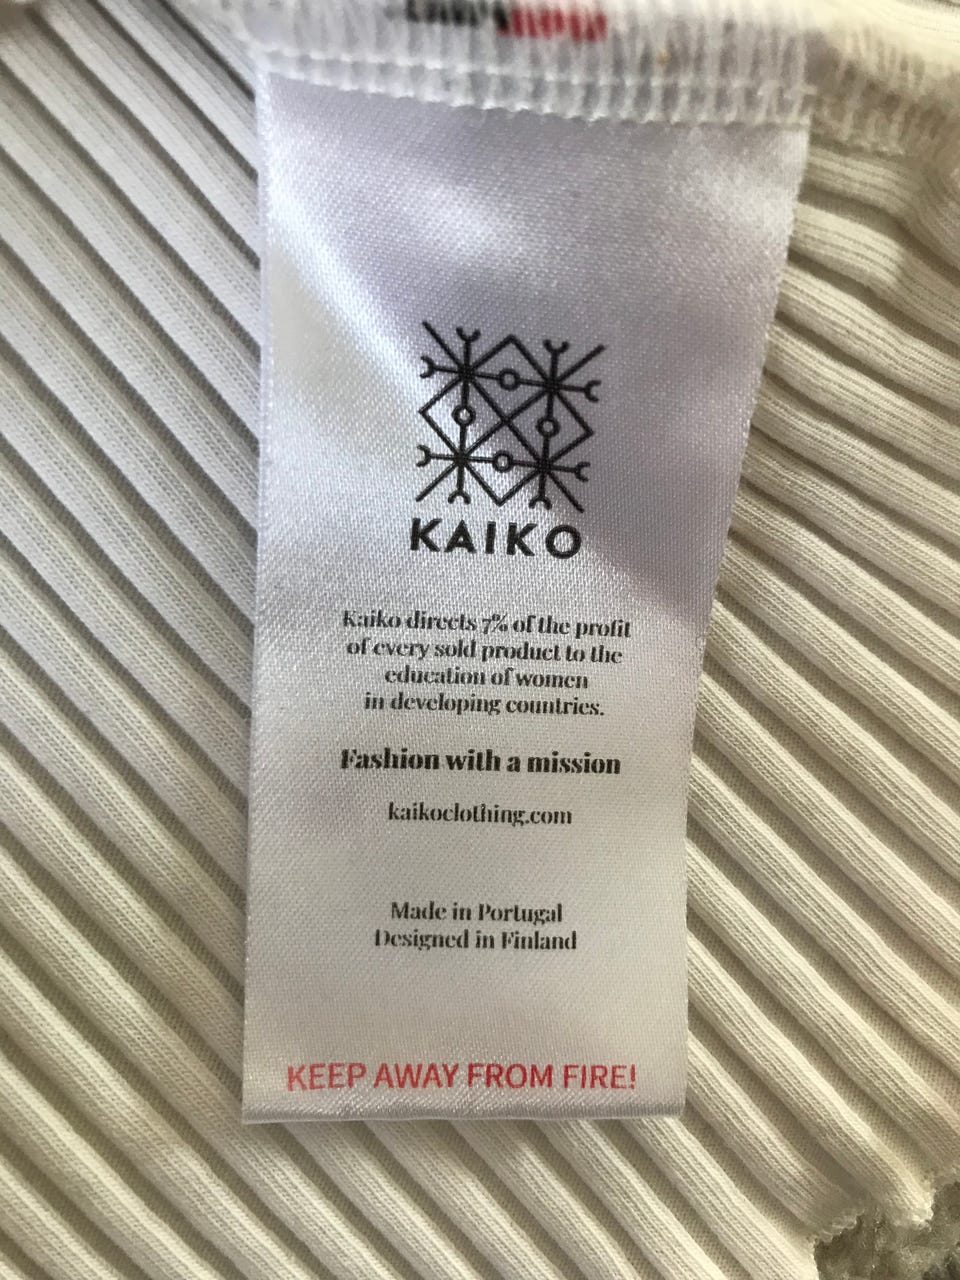 KAIKO
Kaiko directs 7% of the profit
of every sold product to the
education of women
in developing countries.
Fashion with a mission
kaikoclothing.com
Made in Portugal
Designed in Finland
KEEP AWAY FROM FIRE!